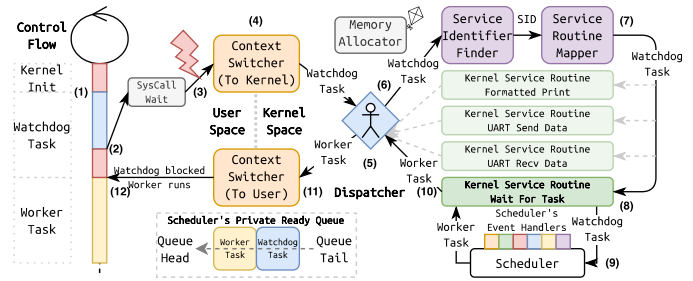 Control
Flow
Kernel
Init
Watchdog
Task
Worker
Task
(1)
(2)
(12)
SysCall
Wait
(3)
(4)
Context
Switcher
(To Kernel)
User
Space
Kernel
Space
Context
Switcher
(To User)
(11)
Watchdog blocked
Worker runs
Watchdog
Task
Worker
Task
(5)
(6)
Dispatcher
Memory
Allocator
Watchdog
Task
Service
Identifier
Finder
SID
Service
Routine
Mapper
(7)
Watchdog
Task
Kernel Service Routine
Formatted Print
Kernel Service Routine
UART Send Data
Kernel Service Routine
UART Recv Data
Kernel Service Routine
Wait For Task
(8)
(10)
Worker
Task
Scheduler's
Event Handlers
Worker
Task
Watchdog
Task
Scheduler
(9)
Scheduler's Private Ready Queue
Queue
Head
Worker
Task
Watchdog
Task
Queue
Tail